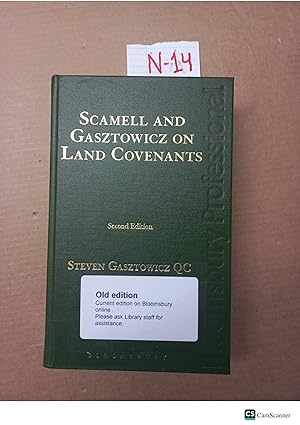 N-14
SCAMELL AND
GASZTOWICZ ON
LAND COVENANTS
Second Edition
STEVEN GASZTOWICZ QC
Old edition
Current edition on Bloomsbury
online
Please ask Library staff for
assistance.
BLOOMSBURY
sbury Professional
CS CamScanner